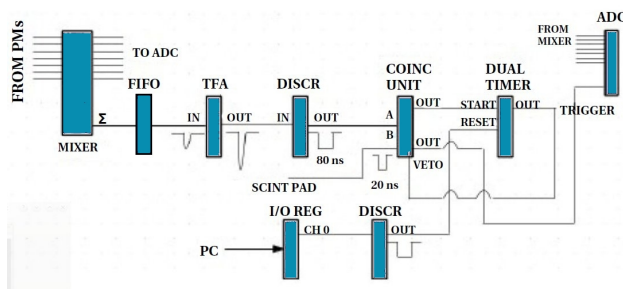 FROM PMs
TO ADC
MIXER
Σ
FIFO
TFA
IN
OUT
DISCR
IN
OUT
80 ns
SCINT PAD
COINC
UNIT
A
B
OUT
OUT
VETO
20 ns
DUAL
TIMER
START
RESET
OUT
FROM
MIXER
ADC
TRIGGER
PC
I/O REG
CH 0
DISCR
OUT